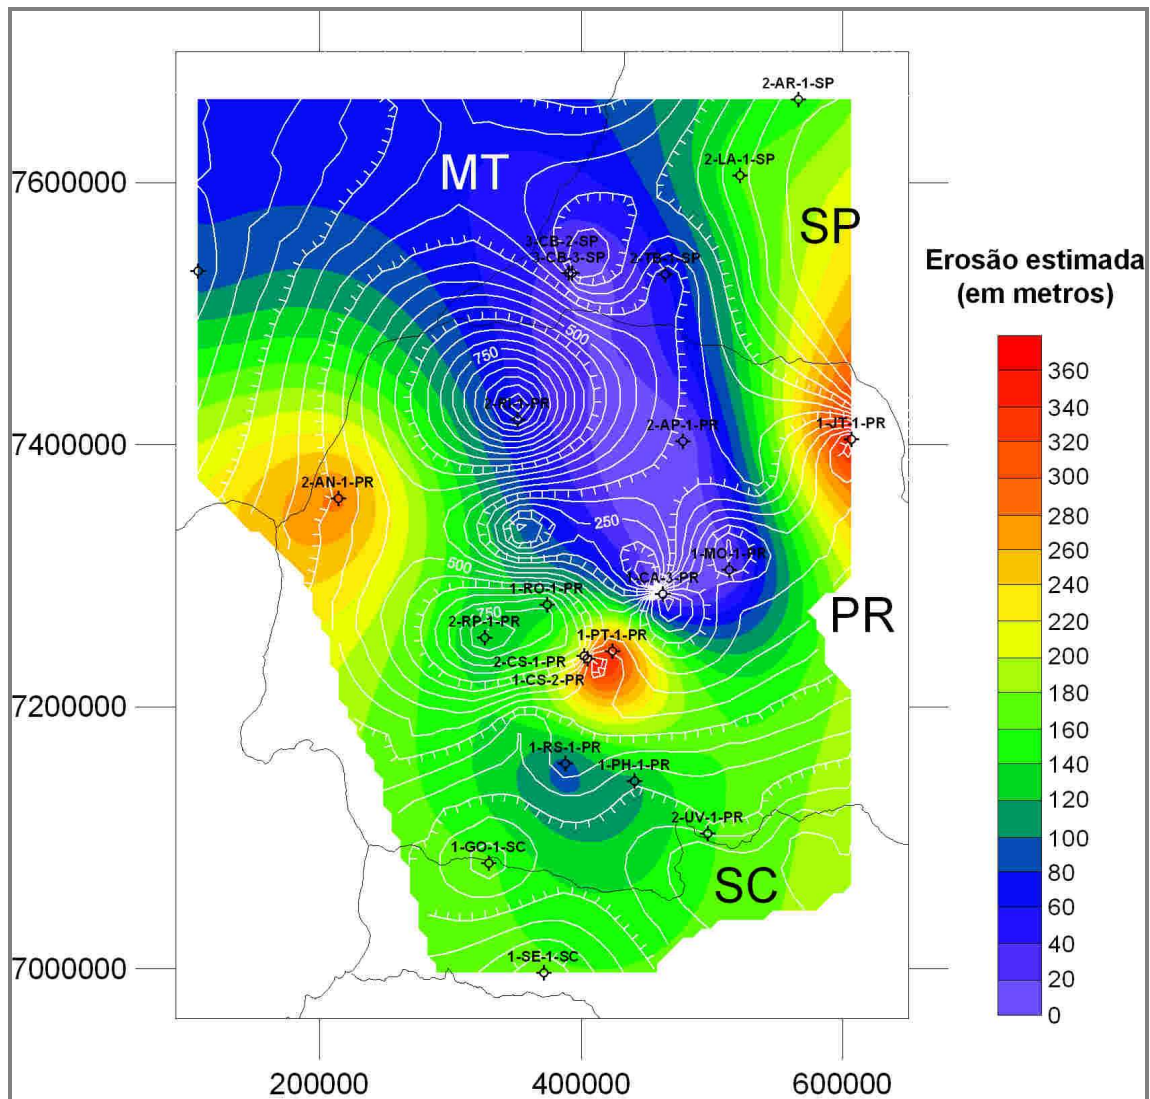 2-AR-1-SP
7600000
MT
2-LA-1-SP
SP
3-CB-2-SP
3-CB-3-SP
2-TB-1-SP
Erosão estimada
(em metros)
500
750
360
340
320
300
280
260
240
220
200
180
160
140
120
100
80
60
40
20
0
7400000
2-AP-1-PR
1-JT-1-PR
2-AN-1-PR
250
1-MO-1-PR
500
1-CA-3-PR
1-RO-1-PR
750
2-RP-1-PR
1-PT-1-PR
PR
2-CS-1-PR
1-CS-2-PR
7200000
1-RS-1-PR
1-PH-1-PR
2-UV-1-PR
1-GO-1-SC
SC
1-SE-1-SC
7000000
200000
400000
600000